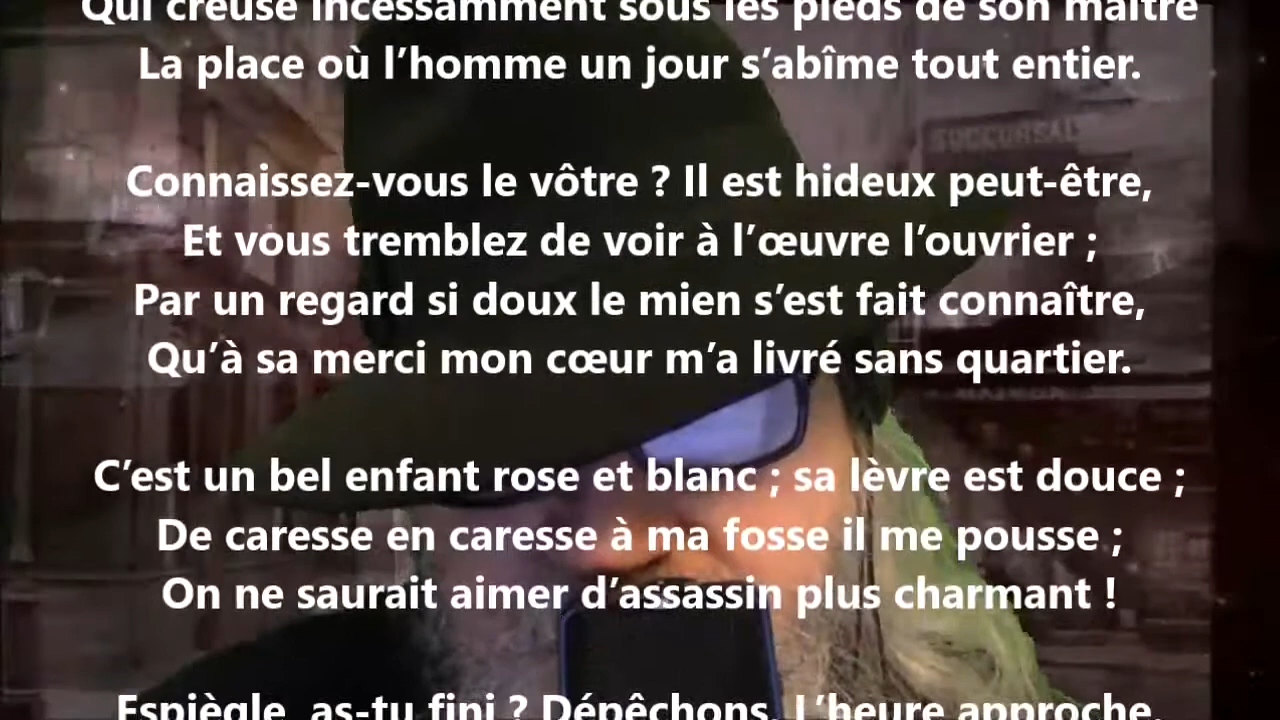 Qui creuse incessamment sous les pieds de son maître
La place où l’homme un jour s’abîme tout entier.
SUCCURSAL
Connaissez-vous le vôtre ? Il est hideux peut-être,
Et vous tremblez de voir à l’œuvre l’ouvrier ;
Par un regard si doux le mien s’est fait connaître,
Qu’à sa merci mon cœur m’a livré sans quartier.
C’est un bel enfant rose et blanc ; sa lèvre est douce ;
De caresse en caresse à ma fosse il me pousse ;
On ne saurait aimer d’assassin plus charmant !
Espiègle, as-tu fini ? Dépêchons. L’heure approche.